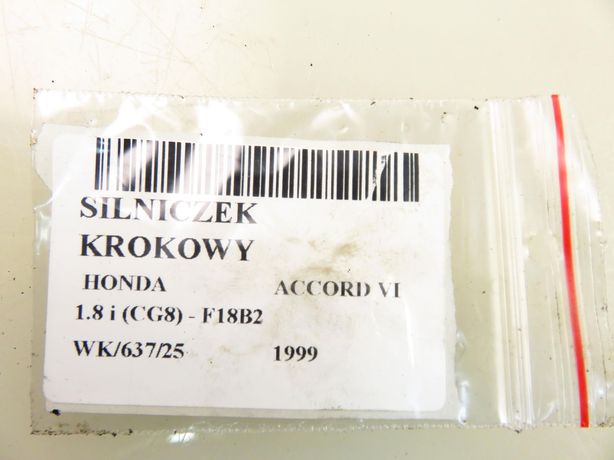 SILNICZEK
KROKOWY
HONDA ACCORD VI
1.8 i (CG8) - F18B2
WK/637/25 1999